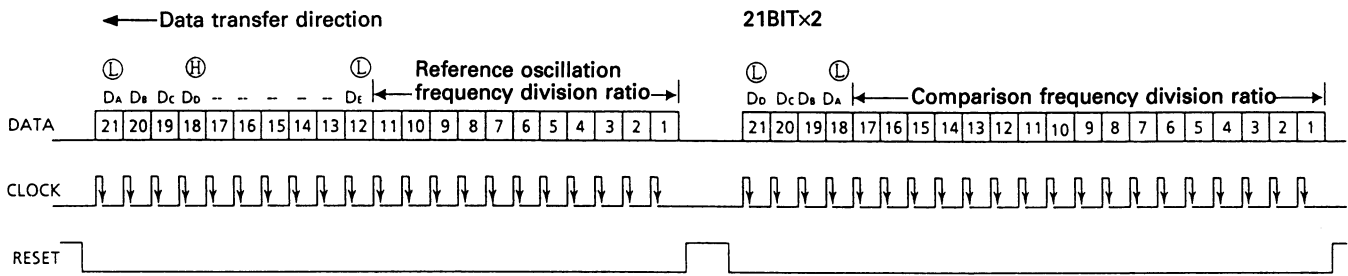 Data transfer direction 21BIT×2
Ⓛ Ⓗ Ⓛ Reference oscillation Ⓛ Ⓛ
DA DB DC DD -- -- -- -- -- DE frequency division ratio DD DC DB DA Comparison frequency division ratio
DATA 21 20 19 18 17 16 15 14 13 12 11 10 9 8 7 6 5 4 3 2 1 21 20 19 18 17 16 15 14 13 12 11 10 9 8 7 6 5 4 3 2 1
CLOCK
RESET